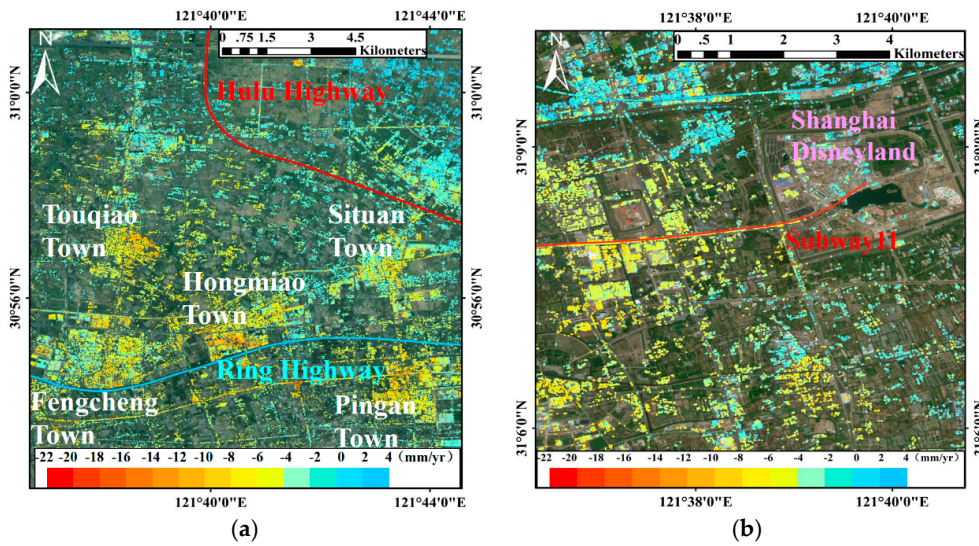 121°40'0"E 121°44'0"E
N
0 .75 1.5 3 4.5
Kilometers
31°0'0"N
30°56'0"N
Hulu Highway
Touqiao
Town
Situan
Town
Hongmiao
Town
Ring Highway
Fengcheng
Town
Pingan
Town
-22 -20 -18 -16 -14 -12 -10 -8 -6 -4 -2 0 2 4 (mm/yr)
121°40'0"E 121°44'0"E
(a)
121°38'0"E 121°40'0"E
N
0 .5 1 2 3 4
Kilometers
31°9'0"N
31°9'0"N
Shanghai
Disneyland
Subway11
31°6'0"N
31°6'0"N
-22 -20 -18 -16 -14 -12 -10 -8 -6 -4 -2 0 2 4 (mm/yr)
121°38'0"E 121°40'0"E
(b)